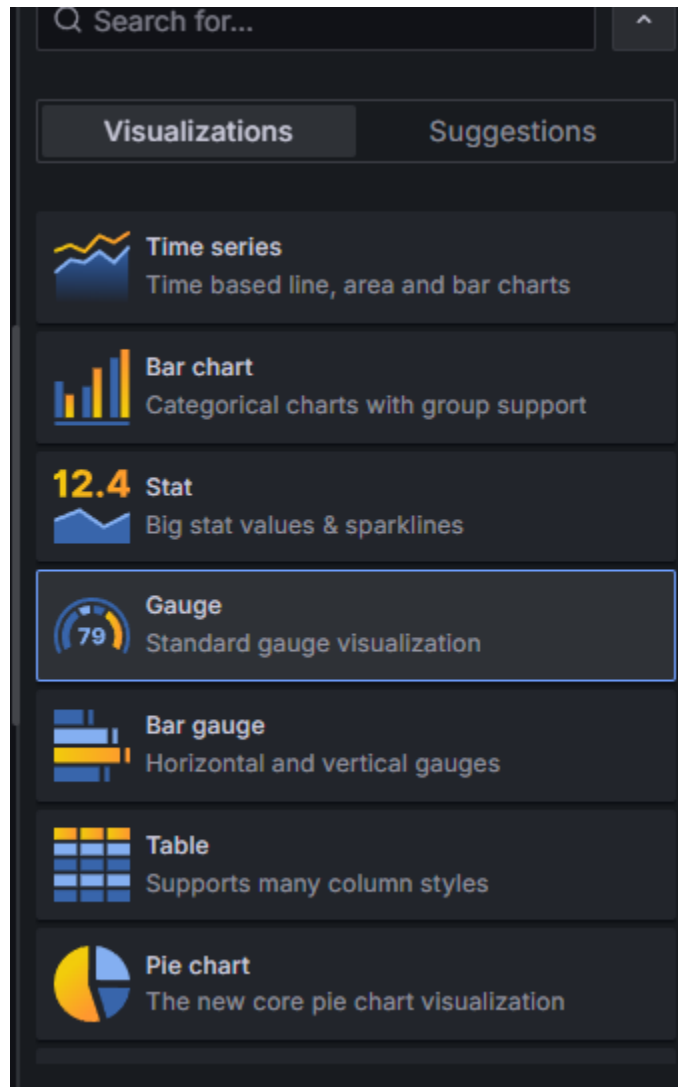 Search for...
Visualizations Suggestions
Time series
Time based line, area and bar charts
Bar chart
Categorical charts with group support
12.4 Stat
Big stat values & sparklines
Gauge
79
Standard gauge visualization
Bar gauge
Horizontal and vertical gauges
Table
Supports many column styles
Pie chart
The new core pie chart visualization